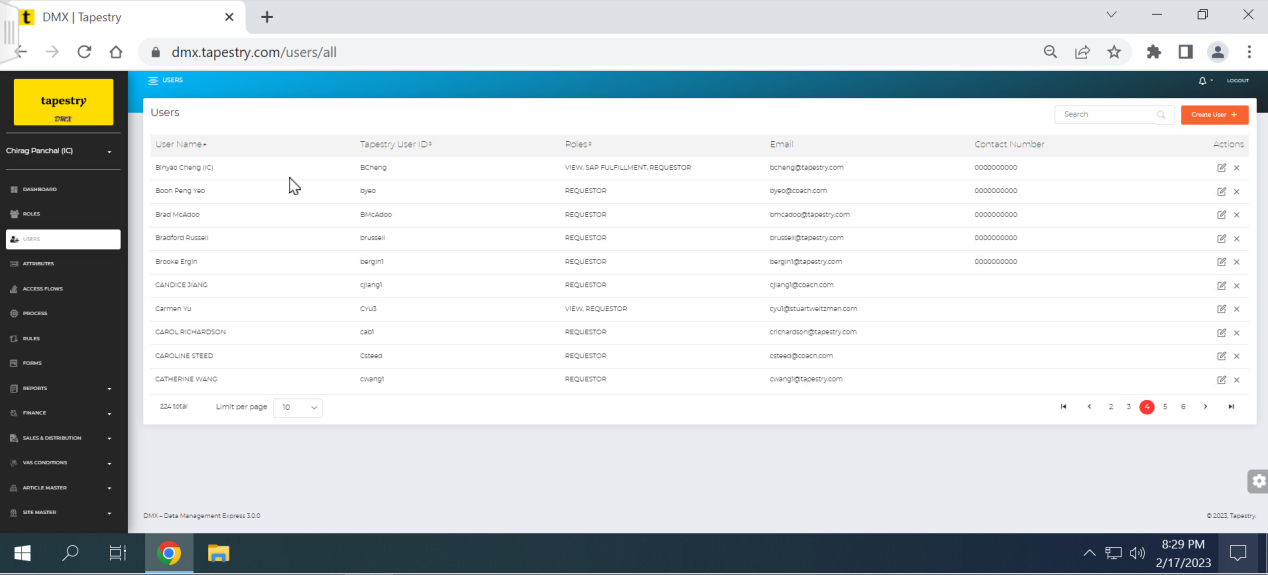 DMX | Tapestry
dmx.tapestry.com/users/all
tapestry
DMX
USERS
LOGOUT
Chirag Panchal (IC)
DASHBOARD
ROLES
USERS
ATTRIBUTES
ACCESS FLOWS
PROCESS
RULES
FORMS
REPORTS
FINANCE
SALES & DISTRIBUTION
VAS CONDITIONS
ARTICLE MASTER
SITE MASTER
Users
Search
Create User +
User Name Tapestry User ID Roles Email Contact Number Actions
Binyao Cheng (IC) BCheng VIEW, SAP FULFILLMENT, REQUESTOR bcheng@tapestry.com 0000000000
Boon Peng Yeo byeo REQUESTOR byeo@coach.com 0000000000
Brad McAdoo BMcAdoo REQUESTOR bmcadoo@tapestry.com 0000000000
Bradford Russell brussell REQUESTOR brussell@tapestry.com 0000000000
Brooke Ergin bergin1 REQUESTOR bergin1@tapestry.com 0000000000
CANDICE JIANG cjiang1 REQUESTOR cjiang1@coach.com
Carmen Yu CYu3 VIEW, REQUESTOR cyu1@stuartweitzman.com
CAROL RICHARDSON cab1 REQUESTOR crichardson@tapestry.com
CAROLINE STEED Csteed REQUESTOR csteed@coach.com
CATHERINE WANG cwang1 REQUESTOR cwang1@tapestry.com
224 total Limit per page 10 2 3 4 5 6
DMX – Data Management Express 3.0.0 © 2023, Tapestry.
8:29 PM
2/17/2023